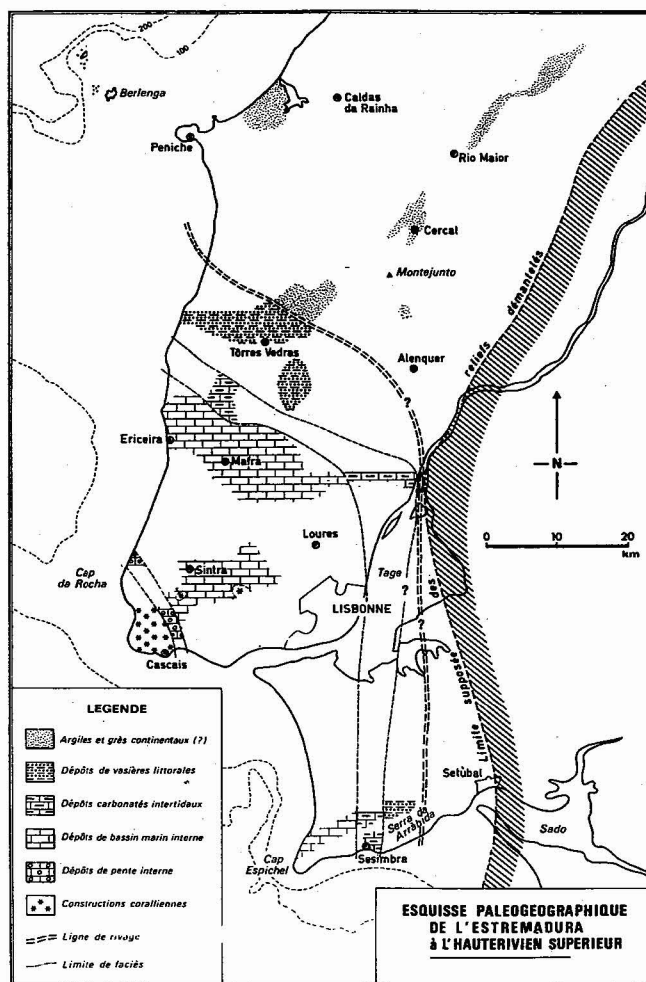 200
100
Berlenga
Caldas
da Rainha
Peniche
Rio Maior
Cercal
Montejunto
reliefs démantelés
Tôrres Vedras
Alenquer
?
Ericeira
Mafra
N
0 10 20
km
Loures
Cap
da Rocha
Sintra
Tage
?
des
LISBONNE
?
Cascais
supposée
Limite
Setúbal
Serra da
Arrábida
Sado
Cap
Espichel
Sesimbra
LEGENDE
Argiles et grès continentaux (?)
Dépôts de vasières littorales
Dépôts carbonatés intertidaux
Dépôts de bassin marin interne
Dépôts de pente interne
Constructions coralliennes
Ligne de rivage
Limite de faciès
ESQUISSE PALEOGEOGRAPHIQUE
DE L'ESTREMADURA
à L'HAUTERIVIEN SUPERIEUR